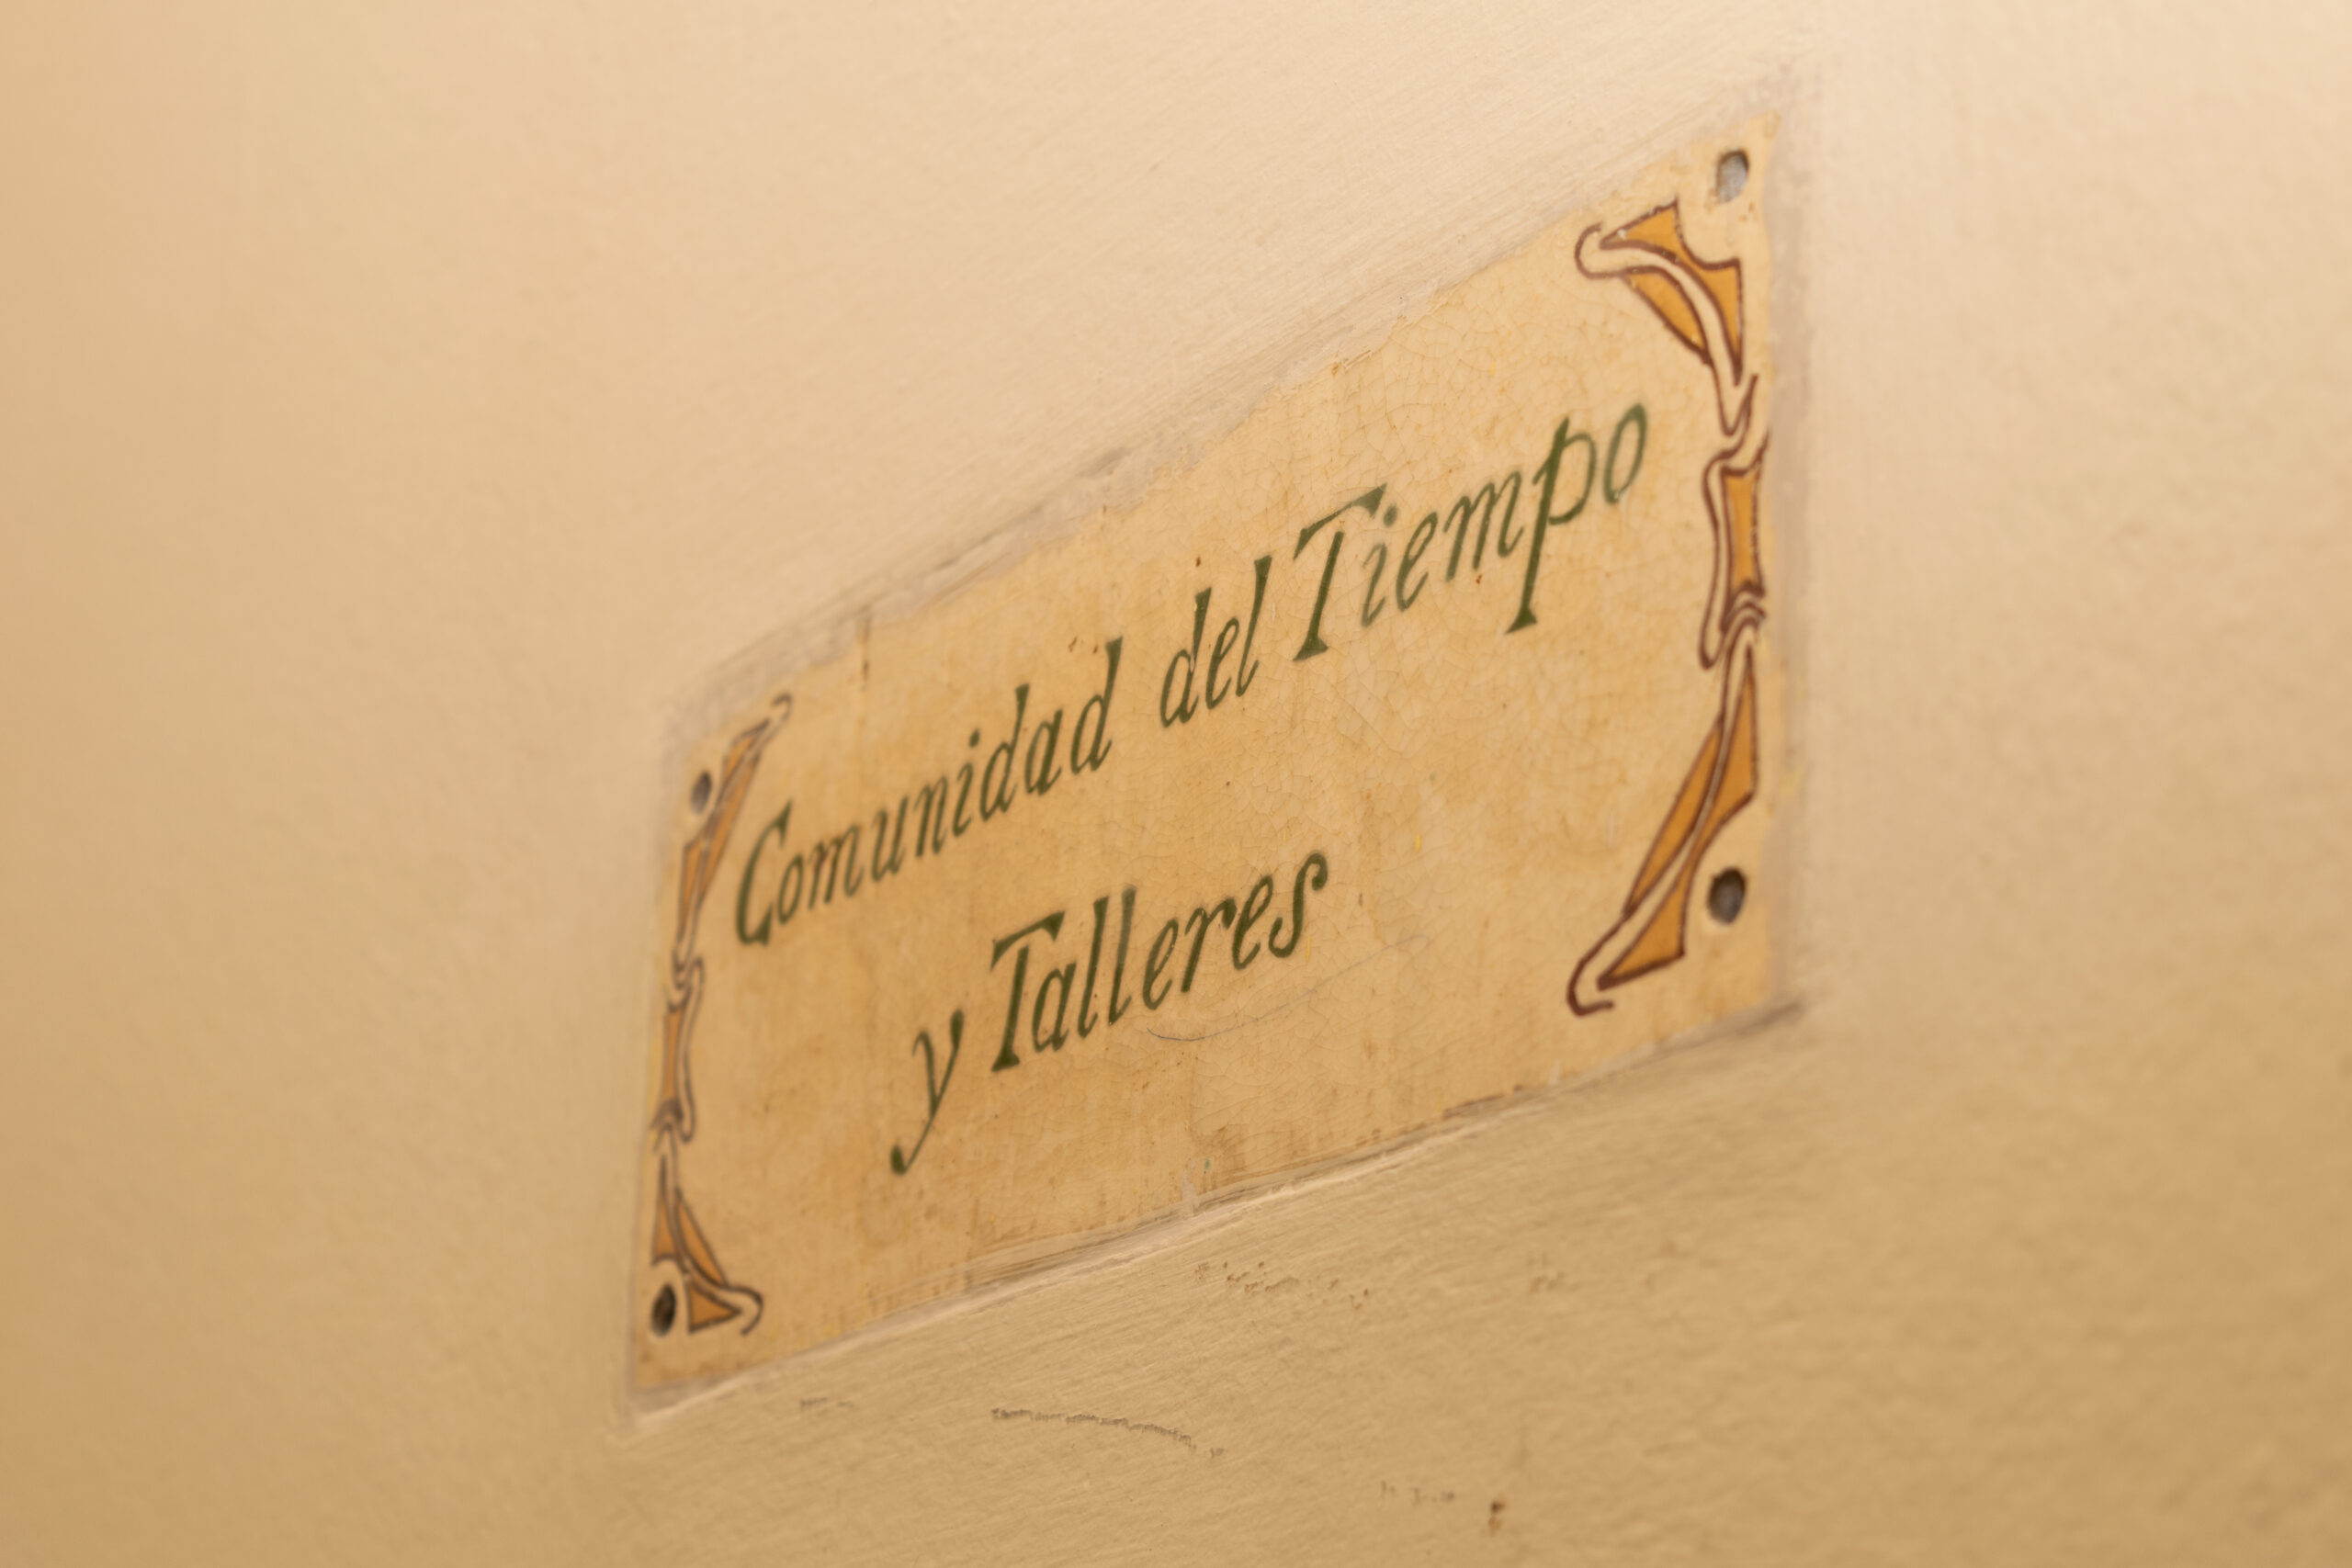 Comunidad del Tiempo
y Talleres